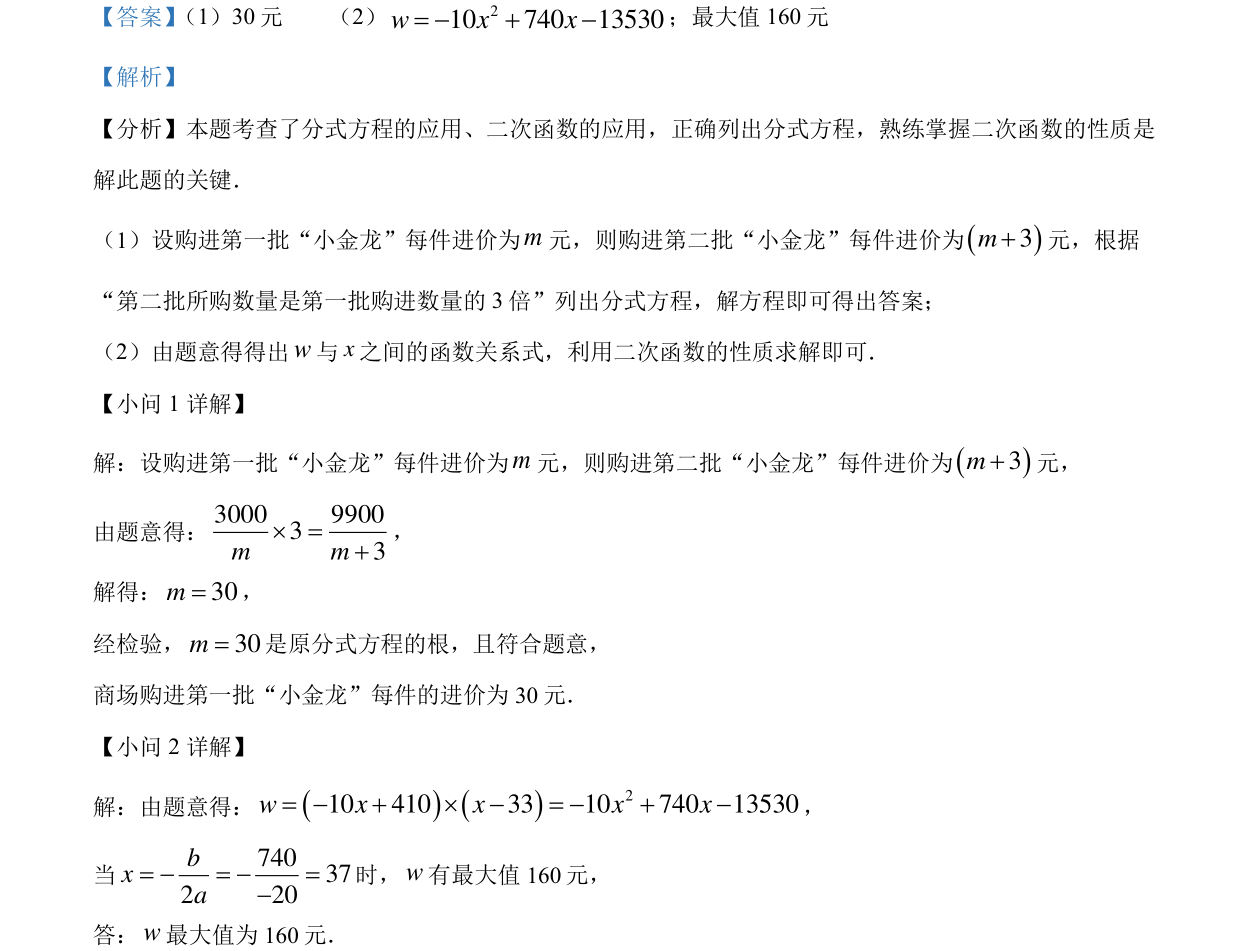 【答案】（1）30 元 （2）w = −10x² + 740x − 13530；最大值 160 元
【解析】
【分析】本题考查了分式方程的应用、二次函数的应用，正确列出分式方程，熟练掌握二次函数的性质是
解此题的关键．
（1）设购进第一批“小金龙”每件进价为 m 元，则购进第二批“小金龙”每件进价为(m+3)元，根据
“第二批所购数量是第一批购进数量的 3 倍”列出分式方程，解方程即可得出答案；
（2）由题意得得出 w 与 x 之间的函数关系式，利用二次函数的性质求解即可．
【小问 1 详解】
解：设购进第一批“小金龙”每件进价为 m 元，则购进第二批“小金龙”每件进价为(m+3)元，
由题意得：3000/m × 3 = 9900/(m+3)，
解得：m = 30，
经检验，m = 30 是原分式方程的根，且符合题意，
商场购进第一批“小金龙”每件的进价为 30 元．
【小问 2 详解】
解：由题意得：w = (−10x+410)×(x−33) = −10x² + 740x − 13530，
当 x = −b/2a = −740/−20 = 37 时，w 有最大值 160 元，
答：w 最大值为 160 元．